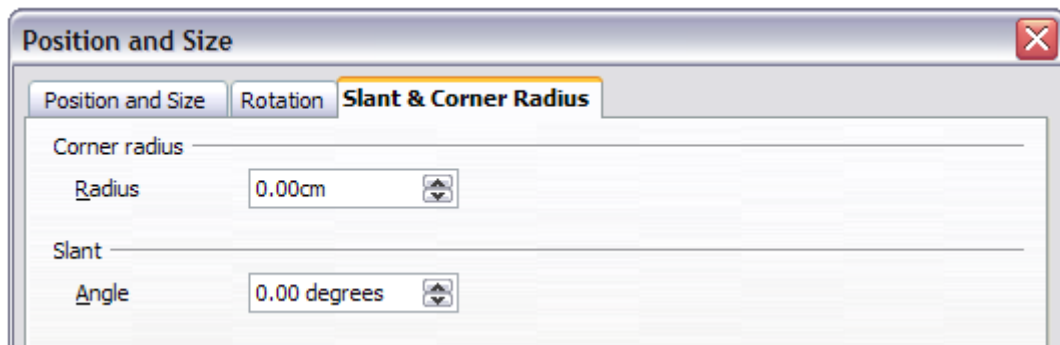 Position and Size
Position and Size Rotation Slant & Corner Radius
Corner radius
Radius 0.00cm
Slant
Angle 0.00 degrees